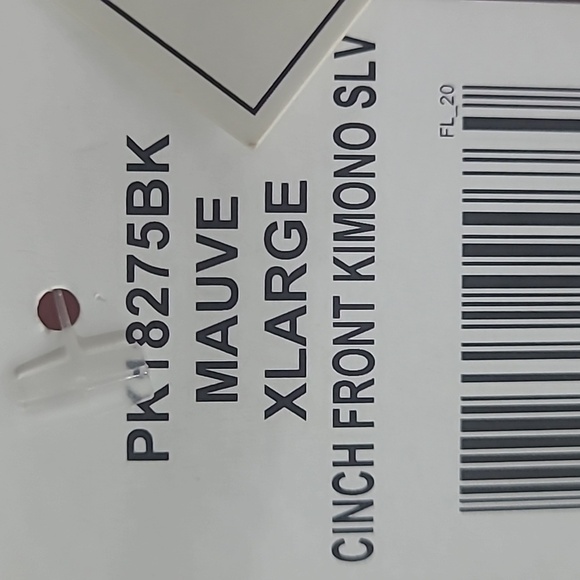 PK18275BK
MAUVE
XLARGE
CINCH FRONT KIMONO SLV
FL_20